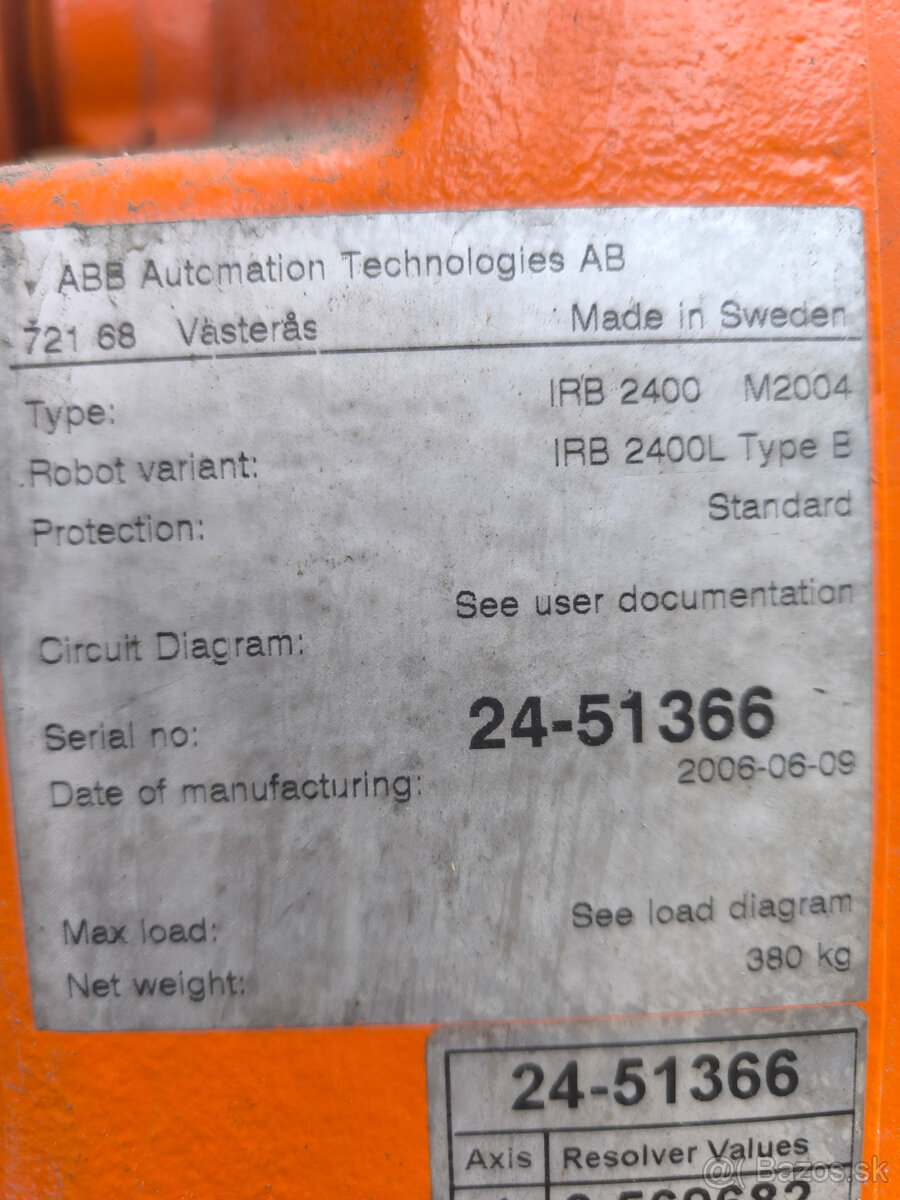 ABB Automation Technologies AB
721 68 Västerås Made in Sweden
Type: IRB 2400 M2004
Robot variant: IRB 2400L Type B
Protection: Standard
Circuit Diagram: See user documentation
Serial no: 24-51366
Date of manufacturing: 2006-06-09
Max load: See load diagram
Net weight: 380 kg
24-51366
Axis Resolver Values
@ Bazos.sk